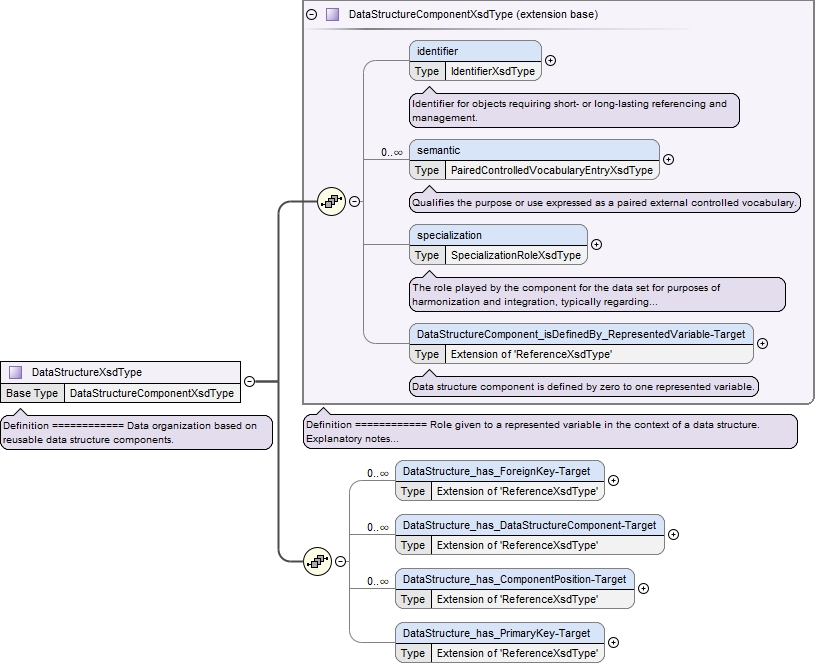 DataStructureComponentXsdType (extension base)
identifier
Type IdentifierXsdType
Identifier for objects requiring short- or long-lasting referencing and
management.
0..∞
semantic
Type PairedControlledVocabularyEntryXsdType
Qualifies the purpose or use expressed as a paired external controlled vocabulary.
specialization
Type SpecializationRoleXsdType
The role played by the component for the data set for purposes of
harmonization and integration, typically regarding...
DataStructureComponent_isDefinedBy_RepresentedVariable-Target
Type Extension of 'ReferenceXsdType'
Data structure component is defined by zero to one represented variable.
DataStructureXsdType
Base Type DataStructureComponentXsdType
Definition ============ Data organization based on
reusable data structure components.
Definition ============ Role given to a represented variable in the context of a data structure.
Explanatory notes...
0..∞
DataStructure_has_ForeignKey-Target
Type Extension of 'ReferenceXsdType'
0..∞
DataStructure_has_DataStructureComponent-Target
Type Extension of 'ReferenceXsdType'
0..∞
DataStructure_has_ComponentPosition-Target
Type Extension of 'ReferenceXsdType'
DataStructure_has_PrimaryKey-Target
Type Extension of 'ReferenceXsdType'